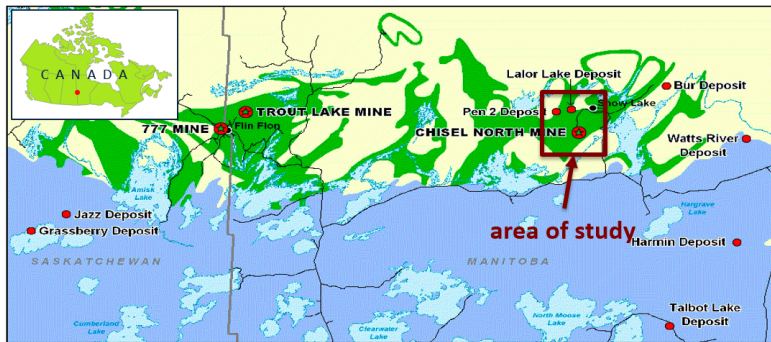 CANADA
Lalor Lake Deposit
Bur Deposit
Pen 2 Deposit
Snow Lake
TROUT LAKE MINE
777 MINE
Flin Flon
CHISEL NORTH MINE
Watts River
Deposit
Amisk
Lake
Jazz Deposit
Grassberry Deposit
Hargrave
Lake
area of study
Harmin Deposit
SASKATCHEWAN
MANITOBA
Talbot Lake
Deposit
Cumberland
Lake
Clearwater
Lake
North Moose
Lake